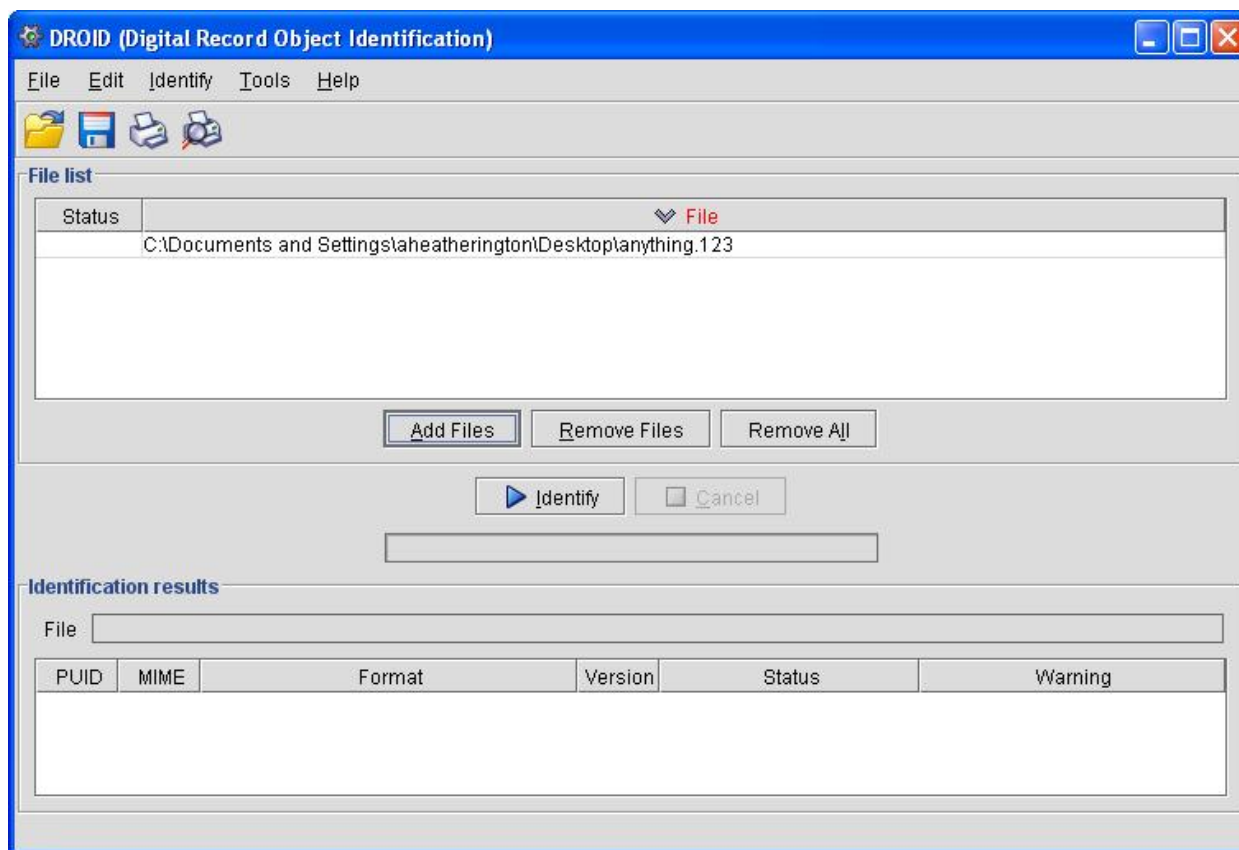 DROID (Digital Record Object Identification)
File Edit Identify Tools Help
File list
Status File
C:\Documents and Settings\aheatherington\Desktop\anything.123
Add Files Remove Files Remove All
Identify Cancel
Identification results
File
PUID MIME Format Version Status Warning